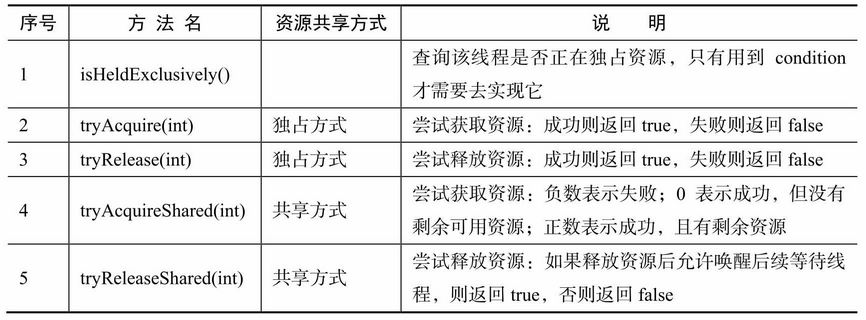 序号 方法名 资源共享方式 说 明
1 isHeldExclusively() 查询该线程是否正在独占资源，只有用到 condition
才需要去实现它
2 tryAcquire(int) 独占方式 尝试获取资源：成功则返回 true，失败则返回 false
3 tryRelease(int) 独占方式 尝试释放资源：成功则返回 true，失败则返回 false
4 tryAcquireShared(int) 共享方式 尝试获取资源：负数表示失败；0 表示成功，但没有
剩余可用资源；正数表示成功，且有剩余资源
5 tryReleaseShared(int) 共享方式 尝试释放资源：如果释放资源后允许唤醒后续等待线
程，则返回 true，否则返回 false